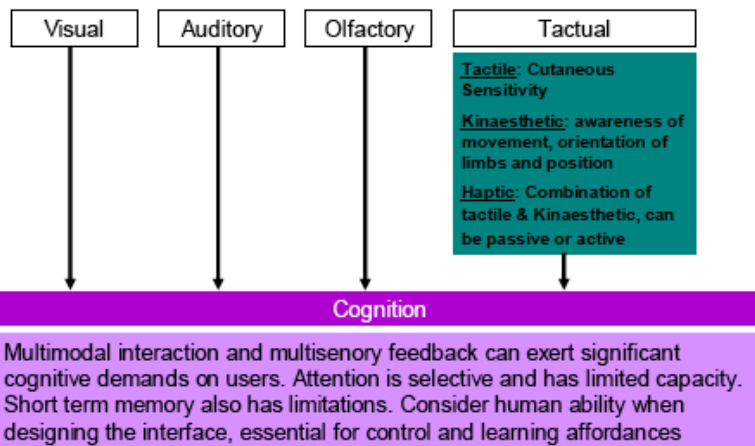 Visual
Auditory
Olfactory
Tactual
Tactile: Cutaneous
Sensitivity
Kinaesthetic: awareness of
movement, orientation of
limbs and position
Haptic: Combination of
tactile & Kinaesthetic, can
be passive or active
Cognition
Multimodal interaction and multisenory feedback can exert significant
cognitive demands on users. Attention is selective and has limited capacity.
Short term memory also has limitations. Consider human ability when
designing the interface, essential for control and learning affordances